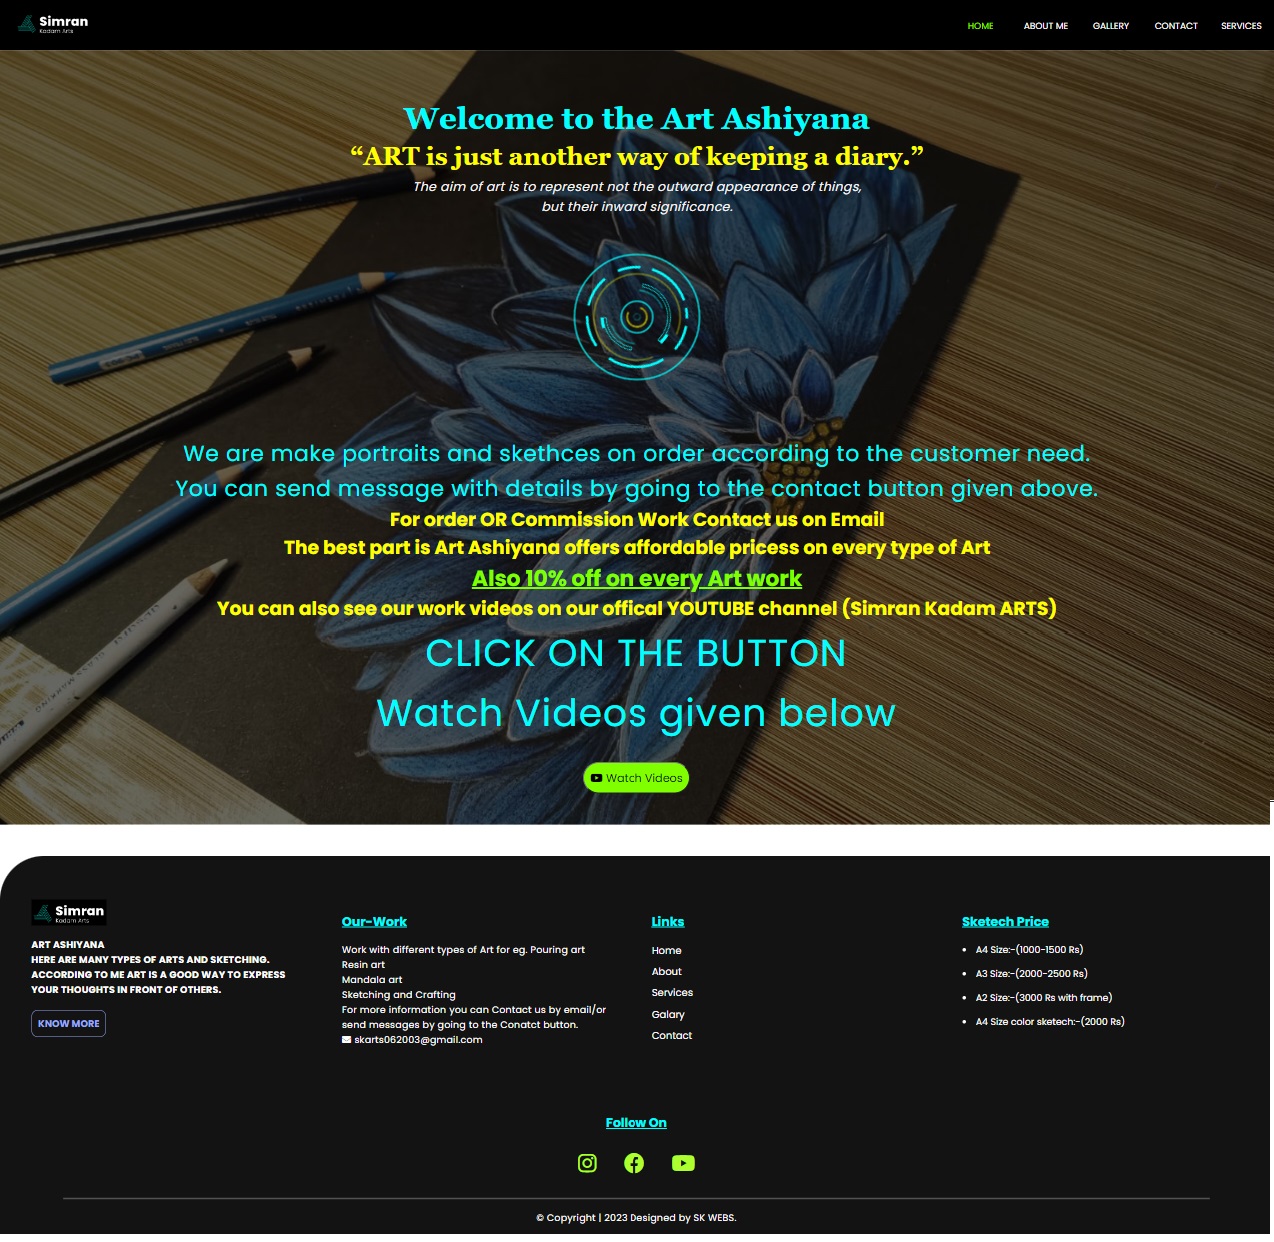 Simran
Kadam Arts
HOME
ABOUT ME
GALLERY
CONTACT
SERVICES
Welcome to the Art Ashiyana
“ART is just another way of keeping a diary.”
The aim of art is to represent not the outward appearance of things,
but their inward significance.
We are make portraits and skethces on order according to the customer need.
You can send message with details by going to the contact button given above.
For order OR Commission Work Contact us on Email
The best part is Art Ashiyana offers affordable pricess on every type of Art
Also 10% off on every Art work
You can also see our work videos on our offical YOUTUBE channel (Simran Kadam ARTS)
CLICK ON THE BUTTON
Watch Videos given below
Watch Videos
Simran
Kadam Arts
ART ASHIYANA
HERE ARE MANY TYPES OF ARTS AND SKETCHING.
ACCORDING TO ME ART IS A GOOD WAY TO EXPRESS
YOUR THOUGHTS IN FRONT OF OTHERS.
KNOW MORE
Our-Work
Work with different types of Art for eg. Pouring art
Resin art
Mandala art
Sketching and Crafting
For more information you can Contact us by email/or
send messages by going to the Conatct button.
skarts062003@gmail.com
Links
Home
About
Services
Galary
Contact
Sketech Price
A4 Size:-(1000-1500 Rs)
A3 Size:-(2000-2500 Rs)
A2 Size:-(3000 Rs with frame)
A4 Size color sketech:-(2000 Rs)
Follow On
© Copyright | 2023 Designed by SK WEBS.